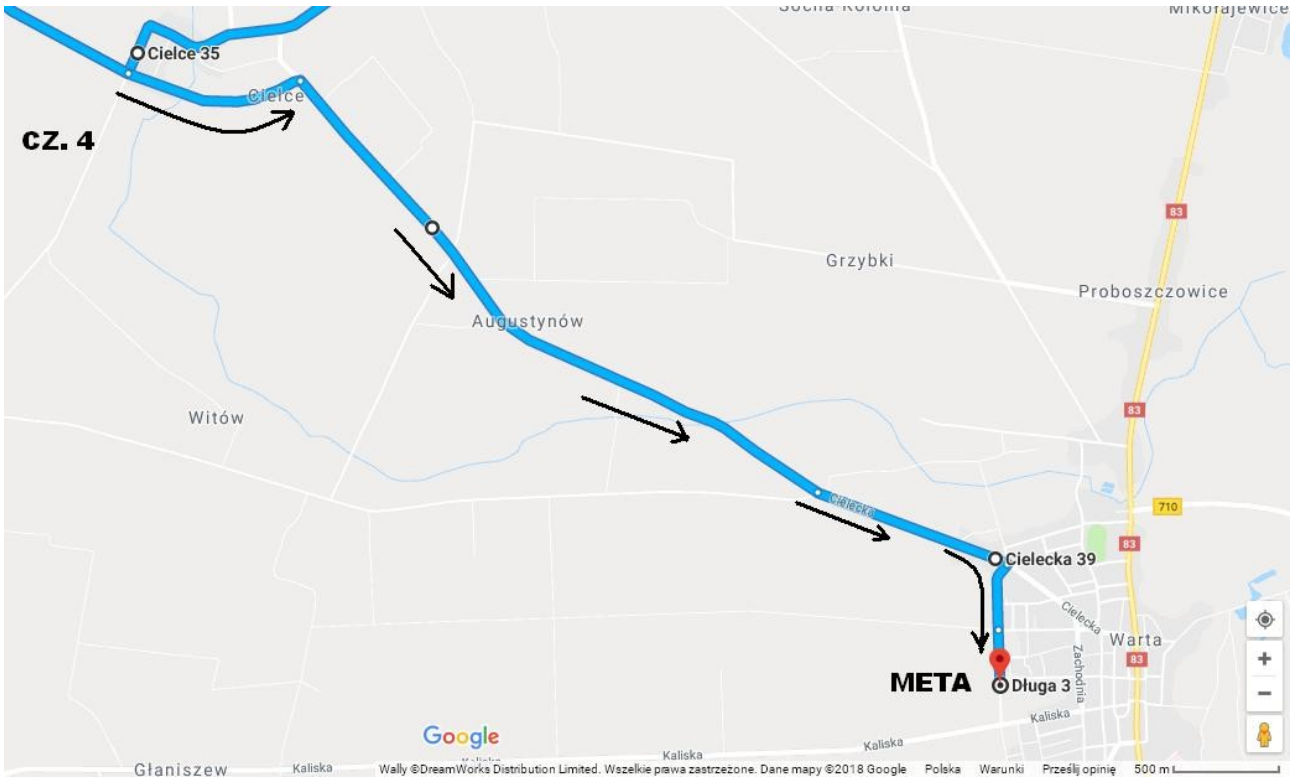 Socha-Kolonia
Mikołajewice
Cielce 35
Cielce
CZ. 4
83
Grzybki
Proboszczowice
Augustynów
83
Witów
Cielecka
710
83
Cielecka 39
Cielecka
Warta
Zachodnia
83
META
Długa 3
Kaliska
Google
Kaliska
Kaliska
Kaliska
Kaliska
Głaniszew
Wally ©DreamWorks Distribution Limited. Wszelkie prawa zastrzeżone. Dane mapy ©2018 Google Polska Warunki Prześlij opinię 500 m